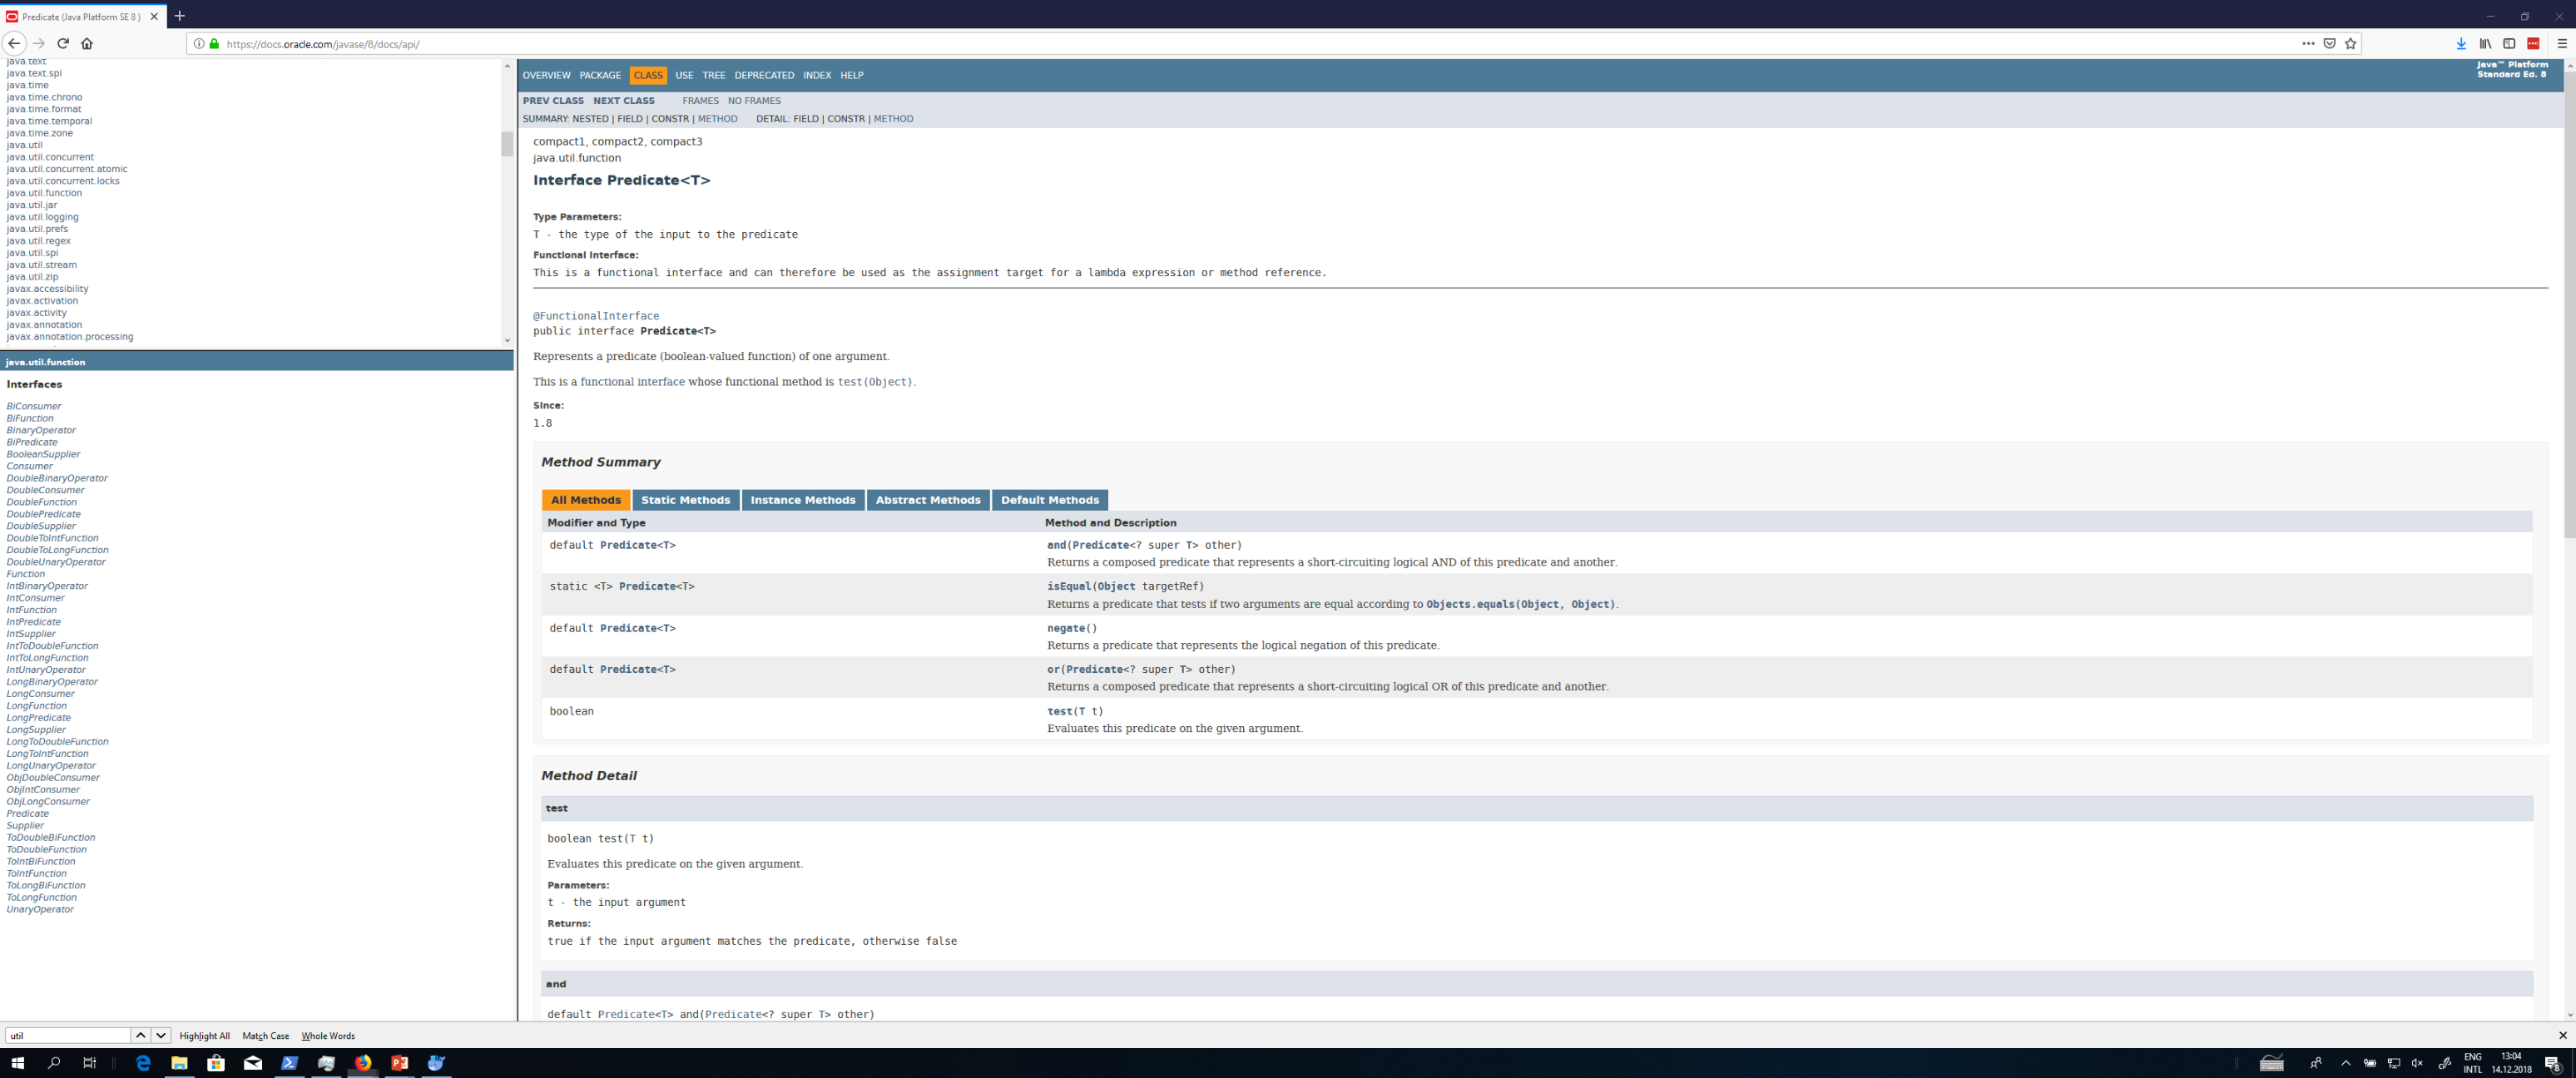 Predicate (Java Platform SE 8 )
https://docs.oracle.com/javase/8/docs/api/
java.text
java.text.spi
java.time
java.time.chrono
java.time.format
java.time.temporal
java.time.zone
java.util
java.util.concurrent
java.util.concurrent.atomic
java.util.concurrent.locks
java.util.function
java.util.jar
java.util.logging
java.util.prefs
java.util.regex
java.util.spi
java.util.stream
java.util.zip
javax.accessibility
javax.activation
javax.activity
javax.annotation
javax.annotation.processing
java.util.function
Interfaces
BiConsumer
BiFunction
BinaryOperator
BiPredicate
BooleanSupplier
Consumer
DoubleBinaryOperator
DoubleConsumer
DoubleFunction
DoublePredicate
DoubleSupplier
DoubleToIntFunction
DoubleToLongFunction
DoubleUnaryOperator
Function
IntBinaryOperator
IntConsumer
IntFunction
IntPredicate
IntSupplier
IntToDoubleFunction
IntToLongFunction
IntUnaryOperator
LongBinaryOperator
LongConsumer
LongFunction
LongPredicate
LongSupplier
LongToDoubleFunction
LongToIntFunction
LongUnaryOperator
ObjDoubleConsumer
ObjIntConsumer
ObjLongConsumer
Predicate
Supplier
ToDoubleBiFunction
ToDoubleFunction
ToIntBiFunction
ToIntFunction
ToLongBiFunction
ToLongFunction
UnaryOperator
OVERVIEW PACKAGE CLASS USE TREE DEPRECATED INDEX HELP
Java™ Platform
Standard Ed. 8
PREV CLASS NEXT CLASS FRAMES NO FRAMES
SUMMARY: NESTED | FIELD | CONSTR | METHOD DETAIL: FIELD | CONSTR | METHOD
compact1, compact2, compact3
java.util.function
Interface Predicate<T>
Type Parameters:
T - the type of the input to the predicate
Functional Interface:
This is a functional interface and can therefore be used as the assignment target for a lambda expression or method reference.
@FunctionalInterface
public interface Predicate<T>
Represents a predicate (boolean-valued function) of one argument.
This is a functional interface whose functional method is test(Object).
Since:
1.8
Method Summary
All Methods Static Methods Instance Methods Abstract Methods Default Methods
Modifier and Type Method and Description
default Predicate<T> and(Predicate<? super T> other)
Returns a composed predicate that represents a short-circuiting logical AND of this predicate and another.
static <T> Predicate<T> isEqual(Object targetRef)
Returns a predicate that tests if two arguments are equal according to Objects.equals(Object, Object).
default Predicate<T> negate()
Returns a predicate that represents the logical negation of this predicate.
default Predicate<T> or(Predicate<? super T> other)
Returns a composed predicate that represents a short-circuiting logical OR of this predicate and another.
boolean test(T t)
Evaluates this predicate on the given argument.
Method Detail
test
boolean test(T t)
Evaluates this predicate on the given argument.
Parameters:
t - the input argument
Returns:
true if the input argument matches the predicate, otherwise false
and
default Predicate<T> and(Predicate<? super T> other)
util Highlight All Match Case Whole Words
ENG 13:04
INTL 14.12.2018 8